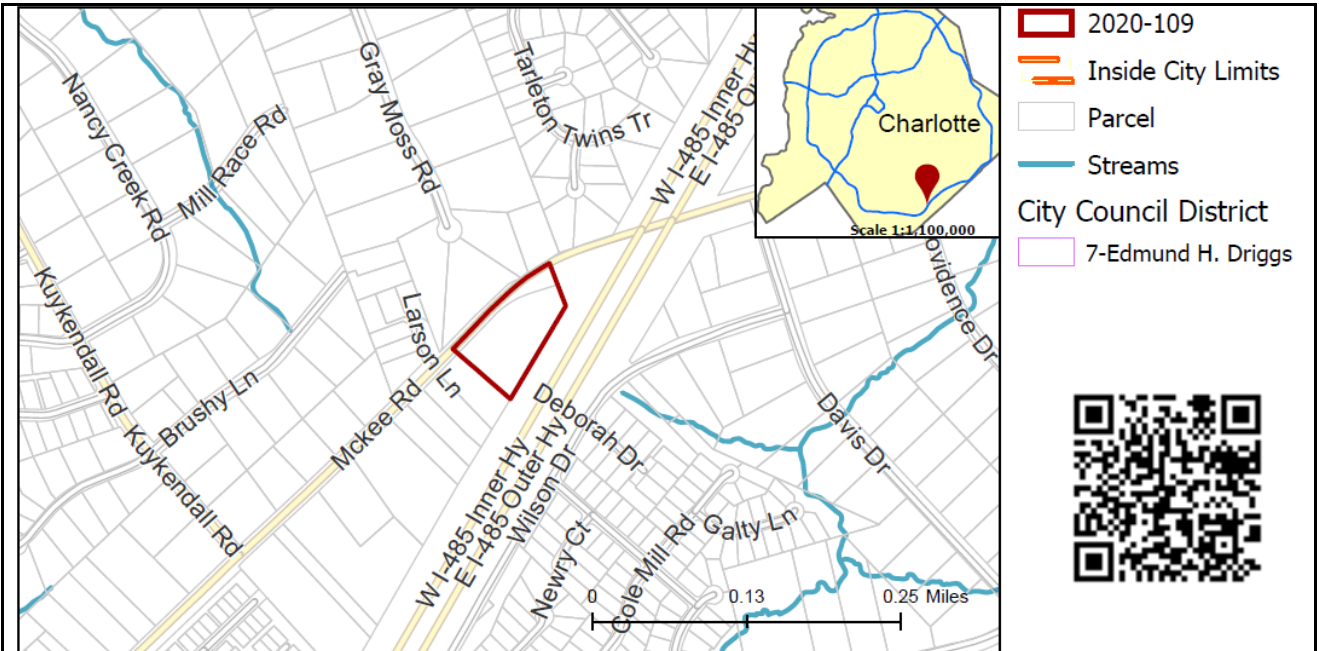 Nancy Creek Rd
Mill Race Rd
Gray Moss Rd
Tarleton Twins Tr
W I-485 Inner Hy
E I-485 Ou
Charlotte
Scale 1:1,100,000
Kuykendall Rd
Brushy Ln
Kuykendall Rd
Larson Ln
Mckee Rd
Deborah Dr
W I-485 Inner Hy
E I-485 Outer Hy
Wilson Dr
Newry Ct
Cole Mill Rd
Galty Ln
Davis Dr
ovidence Dr
0 0.13 0.25 Miles
2020-109
Inside City Limits
Parcel
Streams
City Council District
7-Edmund H. Driggs